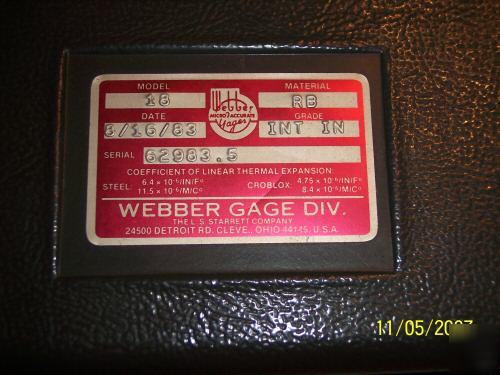 MODEL
18
MATERIAL
RB
Webber
MICRO ACCURATE
Gages
DATE
3/16/83
GRADE
INT IN
SERIAL 62983.5
COEFFICIENT OF LINEAR THERMAL EXPANSION:
STEEL: 6.4 x 10⁻⁶/IN/F° CROBLOX: 4.75 x 10⁻⁶/IN/F°
11.5 x 10⁻⁶/M/C° 8.4 x 10⁻⁶/M/C°
WEBBER GAGE DIV.
THE L.S. STARRETT COMPANY
24500 DETROIT RD. CLEVE., OHIO 44145, U.S.A.
11/05/2007